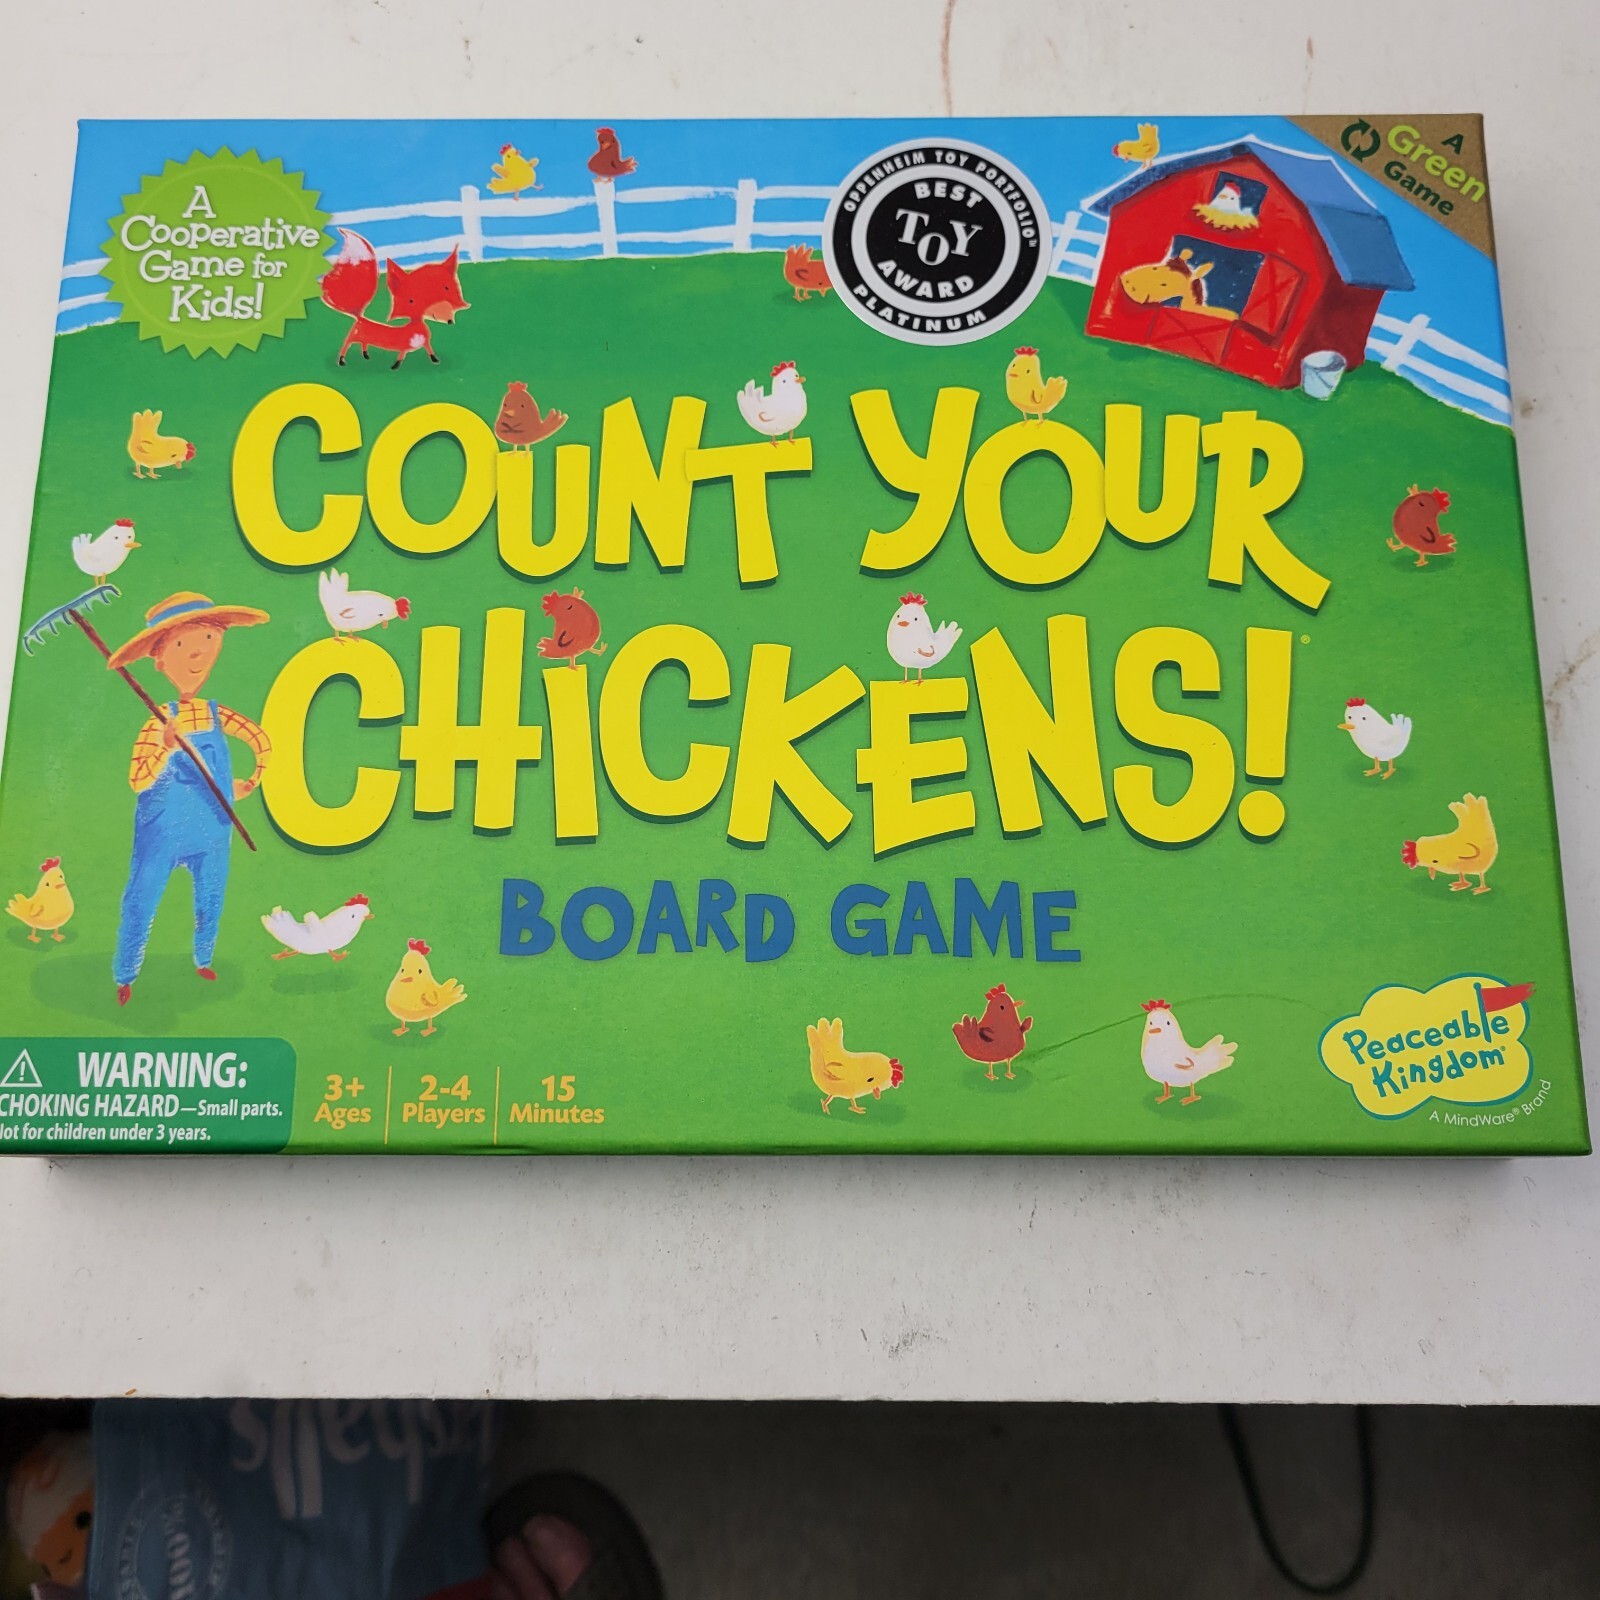 A
Cooperative
Game for
Kids!
OPPENHEIM TOY PORTFOLIO™
BEST
TOY
AWARD
PLATINUM
A
Green
Game
COUNT YOUR
CHICKENS!®
BOARD GAME
WARNING:
CHOKING HAZARD—Small parts.
Not for children under 3 years.
3+
Ages
2-4
Players
15
Minutes
Peaceable
Kingdom®
A MindWare® Brand
100%